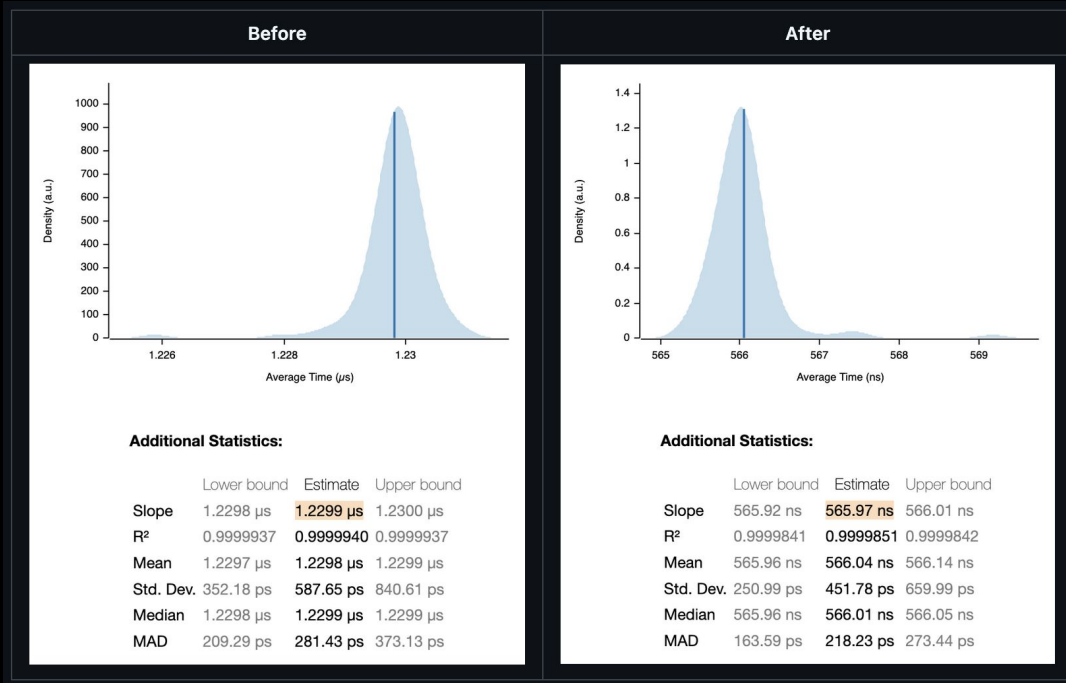 Before
After
1000
900
800
700
600
500
400
300
200
100
0
Density (a.u.)
1.226
1.228
1.23
Average Time (µs)
Additional Statistics:
Lower bound Estimate Upper bound
Slope 1.2298 µs 1.2299 µs 1.2300 µs
R² 0.9999937 0.9999940 0.9999937
Mean 1.2297 µs 1.2298 µs 1.2299 µs
Std. Dev. 352.18 ps 587.65 ps 840.61 ps
Median 1.2298 µs 1.2299 µs 1.2299 µs
MAD 209.29 ps 281.43 ps 373.13 ps
1.4
1.2
1
0.8
0.6
0.4
0.2
0
Density (a.u.)
565
566
567
568
569
Average Time (ns)
Additional Statistics:
Lower bound Estimate Upper bound
Slope 565.92 ns 565.97 ns 566.01 ns
R² 0.9999841 0.9999851 0.9999842
Mean 565.96 ns 566.04 ns 566.14 ns
Std. Dev. 250.99 ps 451.78 ps 659.99 ps
Median 565.96 ns 566.01 ns 566.05 ns
MAD 163.59 ps 218.23 ps 273.44 ps